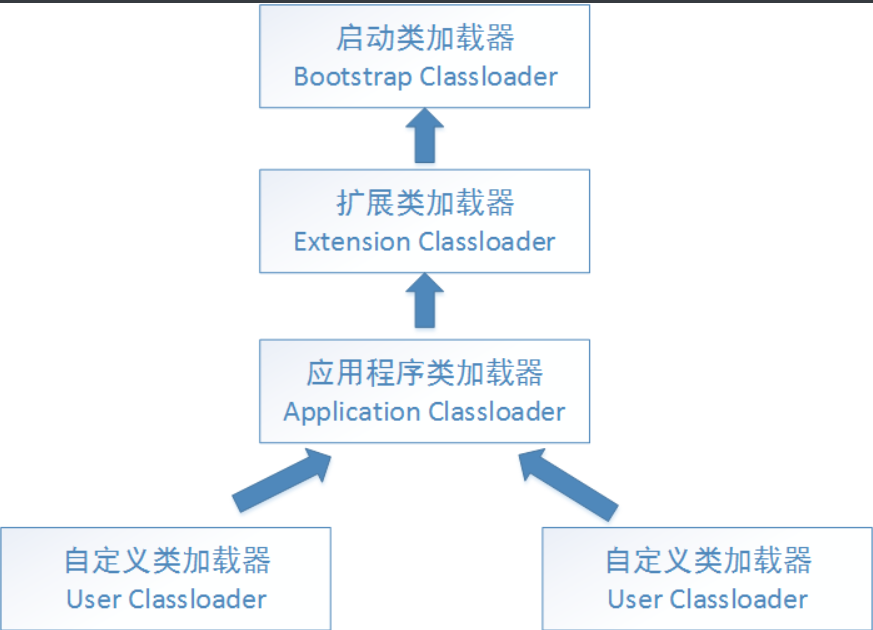 启动类加载器
Bootstrap Classloader
扩展类加载器
Extension Classloader
应用程序类加载器
Application Classloader
自定义类加载器
User Classloader
自定义类加载器
User Classloader